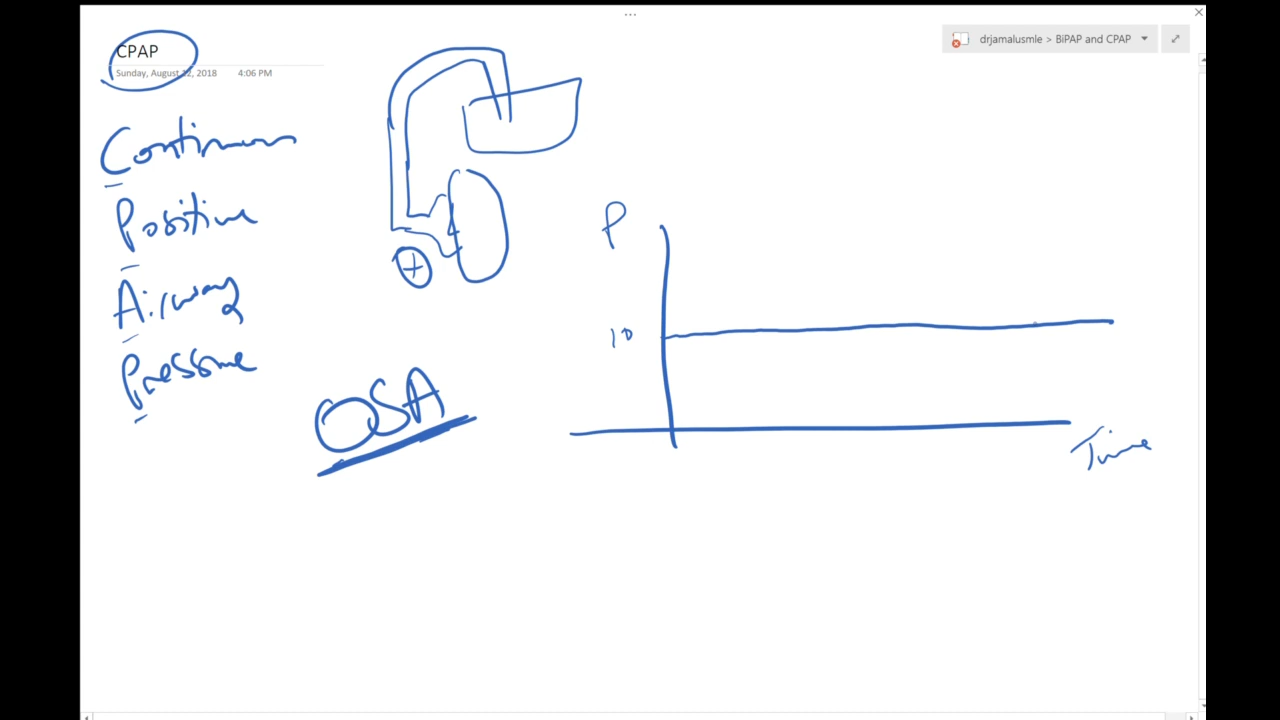 CPAP
Sunday, August 12, 2018 4:06 PM
drjamalusmle > BiPAP and CPAP
Continuous
Positive
Airway
Pressure
+
OSA
P
10
Time